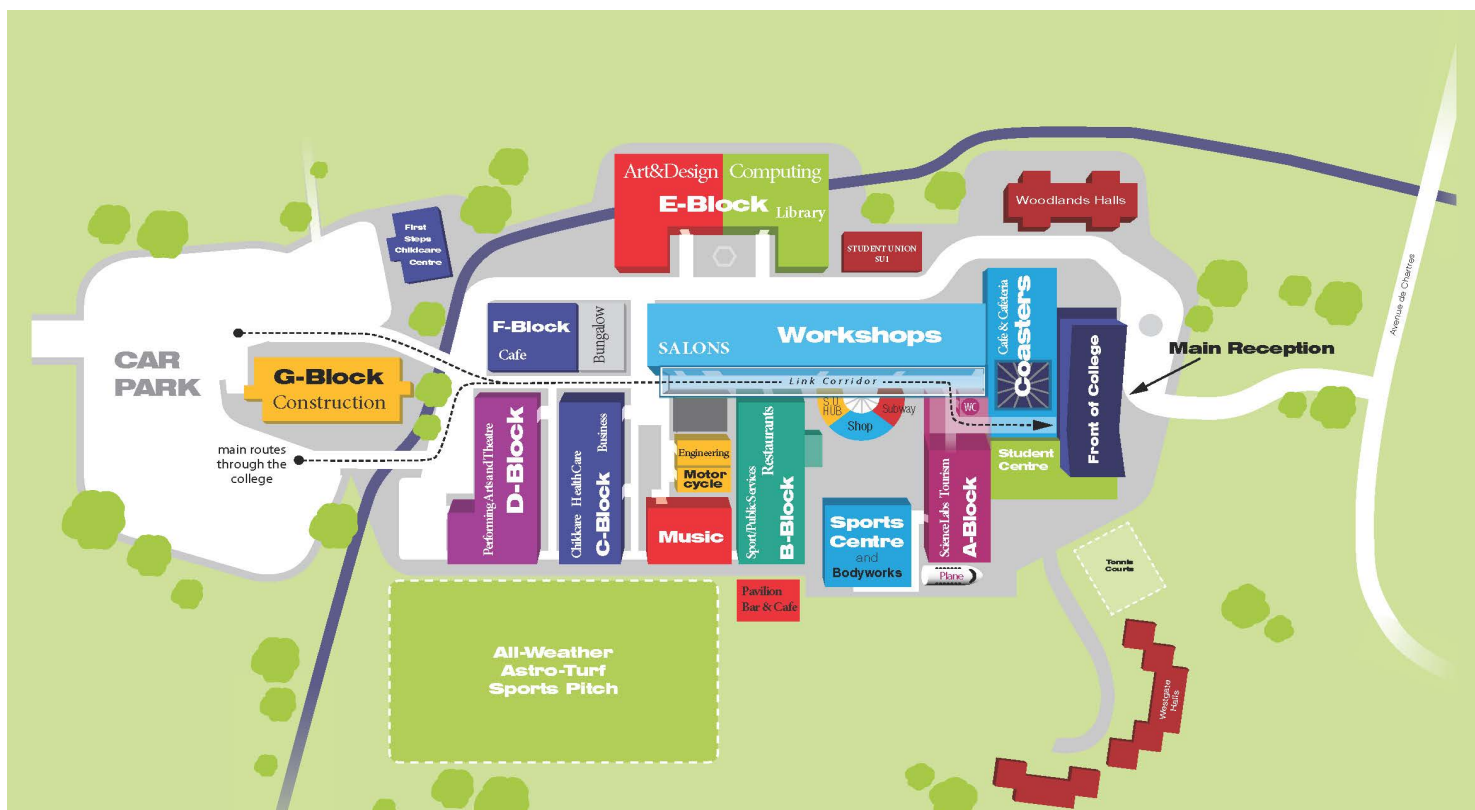 Art&Design
Computing
E-Block
Library
Woodlands Halls
First
Steps
Childcare
Centre
STUDENT UNION
SU1
Avenue de Chartres
F-Block
Cafe
Bungalow
Workshops
SALONS
Link Corridor
Cafe & Cafeteria
Coasters
Front of College
Main Reception
CAR
PARK
G-Block
Construction
main routes
through the
college
Performing Arts and Theatre
D-Block
Childcare Health Care Business
C-Block
Engineering
Motor
cycle
Music
Sport/Public Services Restaurants
B-Block
S.U
HUB
Shop
Subway
WC
Science Labs Tourism
A-Block
Student
Centre
Sports
Centre
and
Bodyworks
Plane
Pavilion
Bar & Cafe
Tennis
Courts
All-Weather
Astro-Turf
Sports Pitch
Westgate
Halls